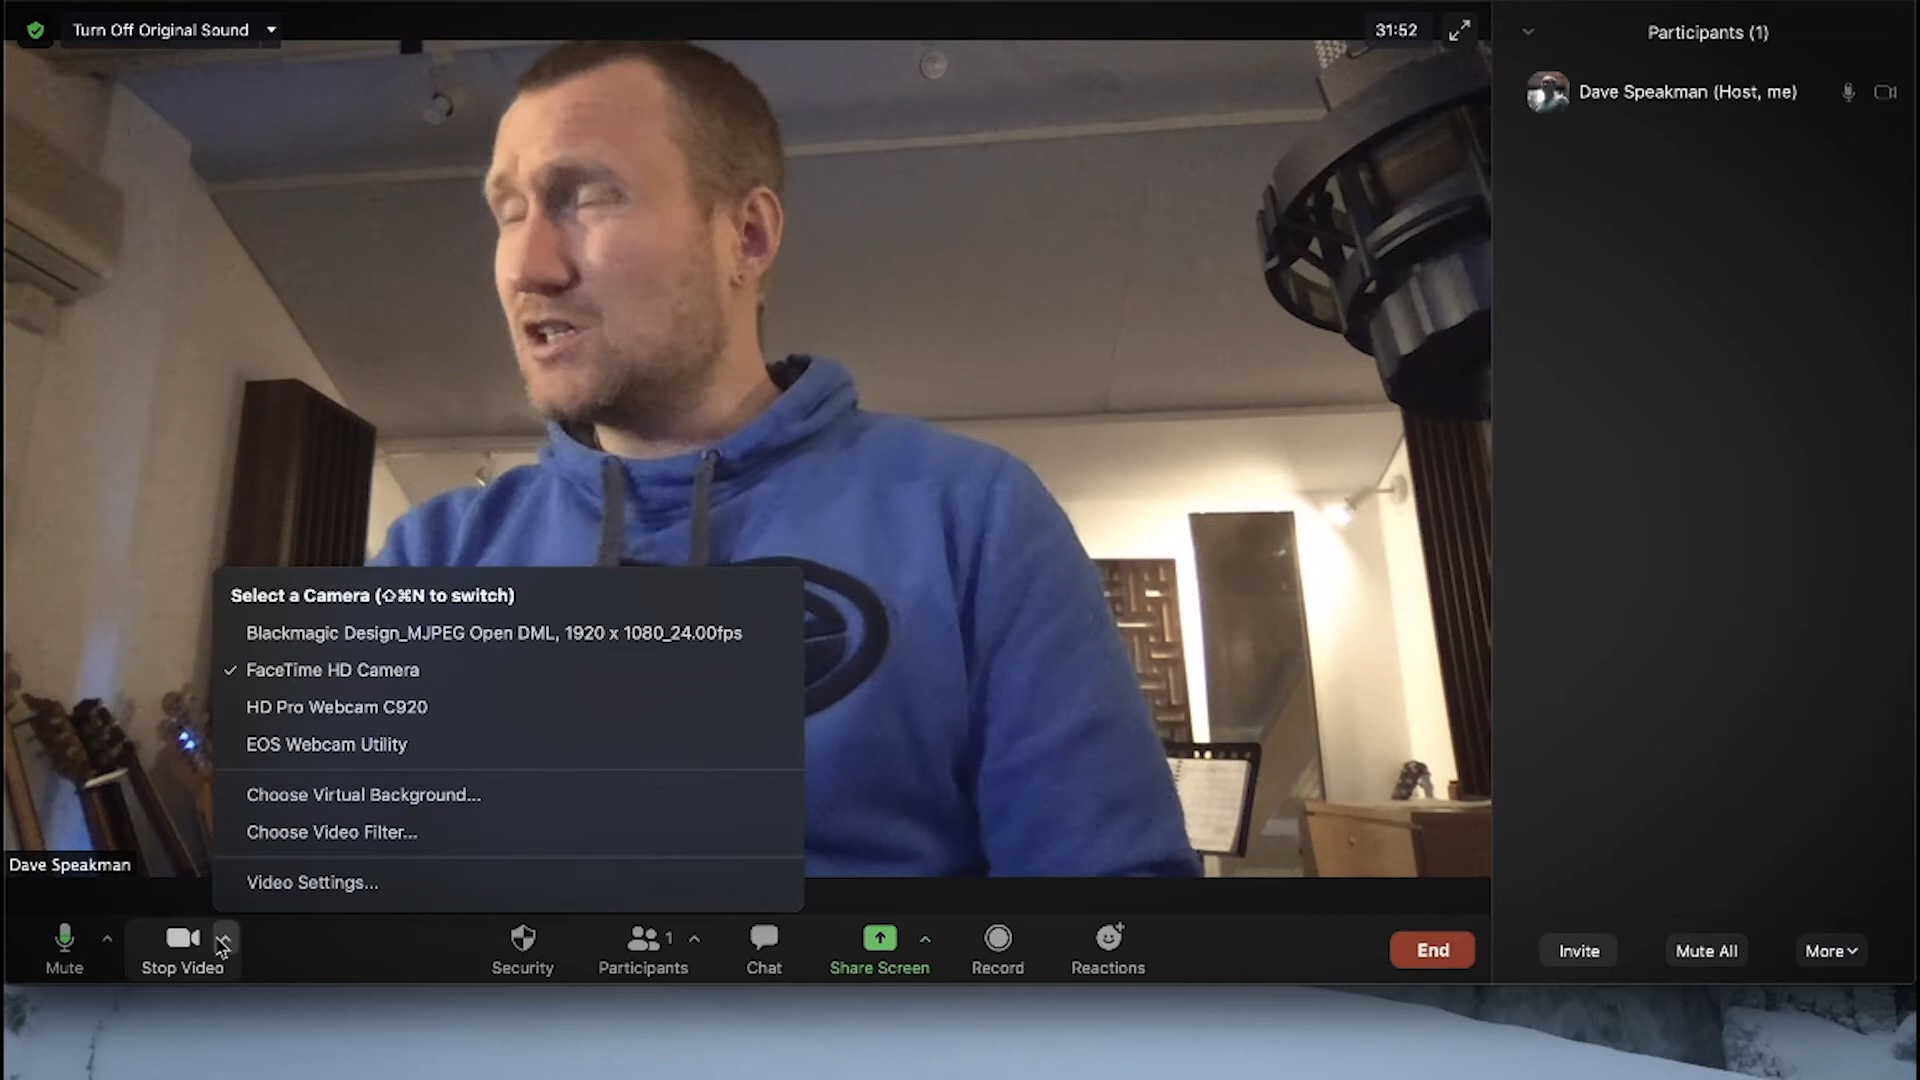 Turn Off Original Sound
31:52
Participants (1)
Dave Speakman (Host, me)
Select a Camera (⇧⌘N to switch)
Blackmagic Design_MJPEG Open DML, 1920 x 1080_24.00fps
✓ FaceTime HD Camera
HD Pro Webcam C920
EOS Webcam Utility
Choose Virtual Background...
Choose Video Filter...
Video Settings...
Dave Speakman
Mute
Stop Video
Security
1
Participants
Chat
Share Screen
Record
Reactions
End
Invite
Mute All
More